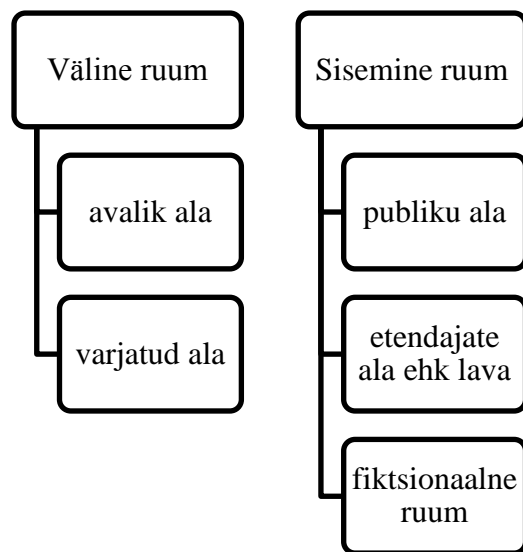 Väline ruum
avalik ala
varjatud ala
Sisemine ruum
publiku ala
etendajate
ala ehk lava
fiktsionaalne
ruum